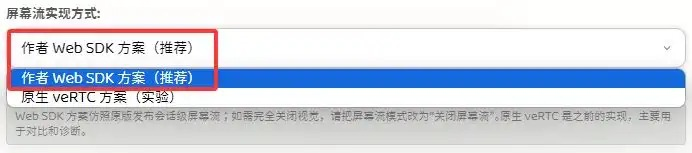 屏幕流实现方式:
作者 Web SDK 方案（推荐）
作者 Web SDK 方案（推荐）
原生 veRTC 方案（实验）
Web SDK 方案仿照原版发布会话级屏幕流；如需完全关闭视觉，请把屏幕流模式改为“关闭屏幕流”。原生 veRTC 是之前的实现，主要用
于对比和诊断。